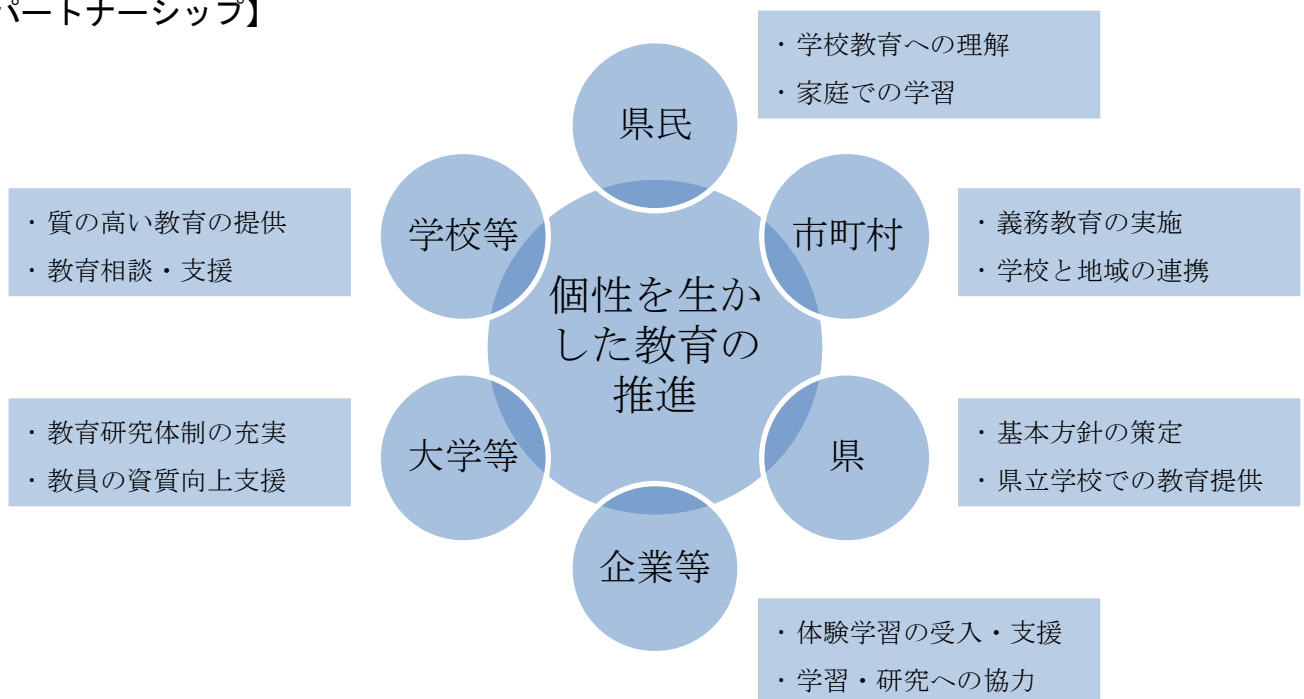 パートナーシップ】
県民
・学校教育への理解
・家庭での学習
学校等
・質の高い教育の提供
・教育相談・支援
市町村
・義務教育の実施
・学校と地域の連携
個性を生か
した教育の
推進
大学等
・教育研究体制の充実
・教員の資質向上支援
県
・基本方針の策定
・県立学校での教育提供
企業等
・体験学習の受入・支援
・学習・研究への協力